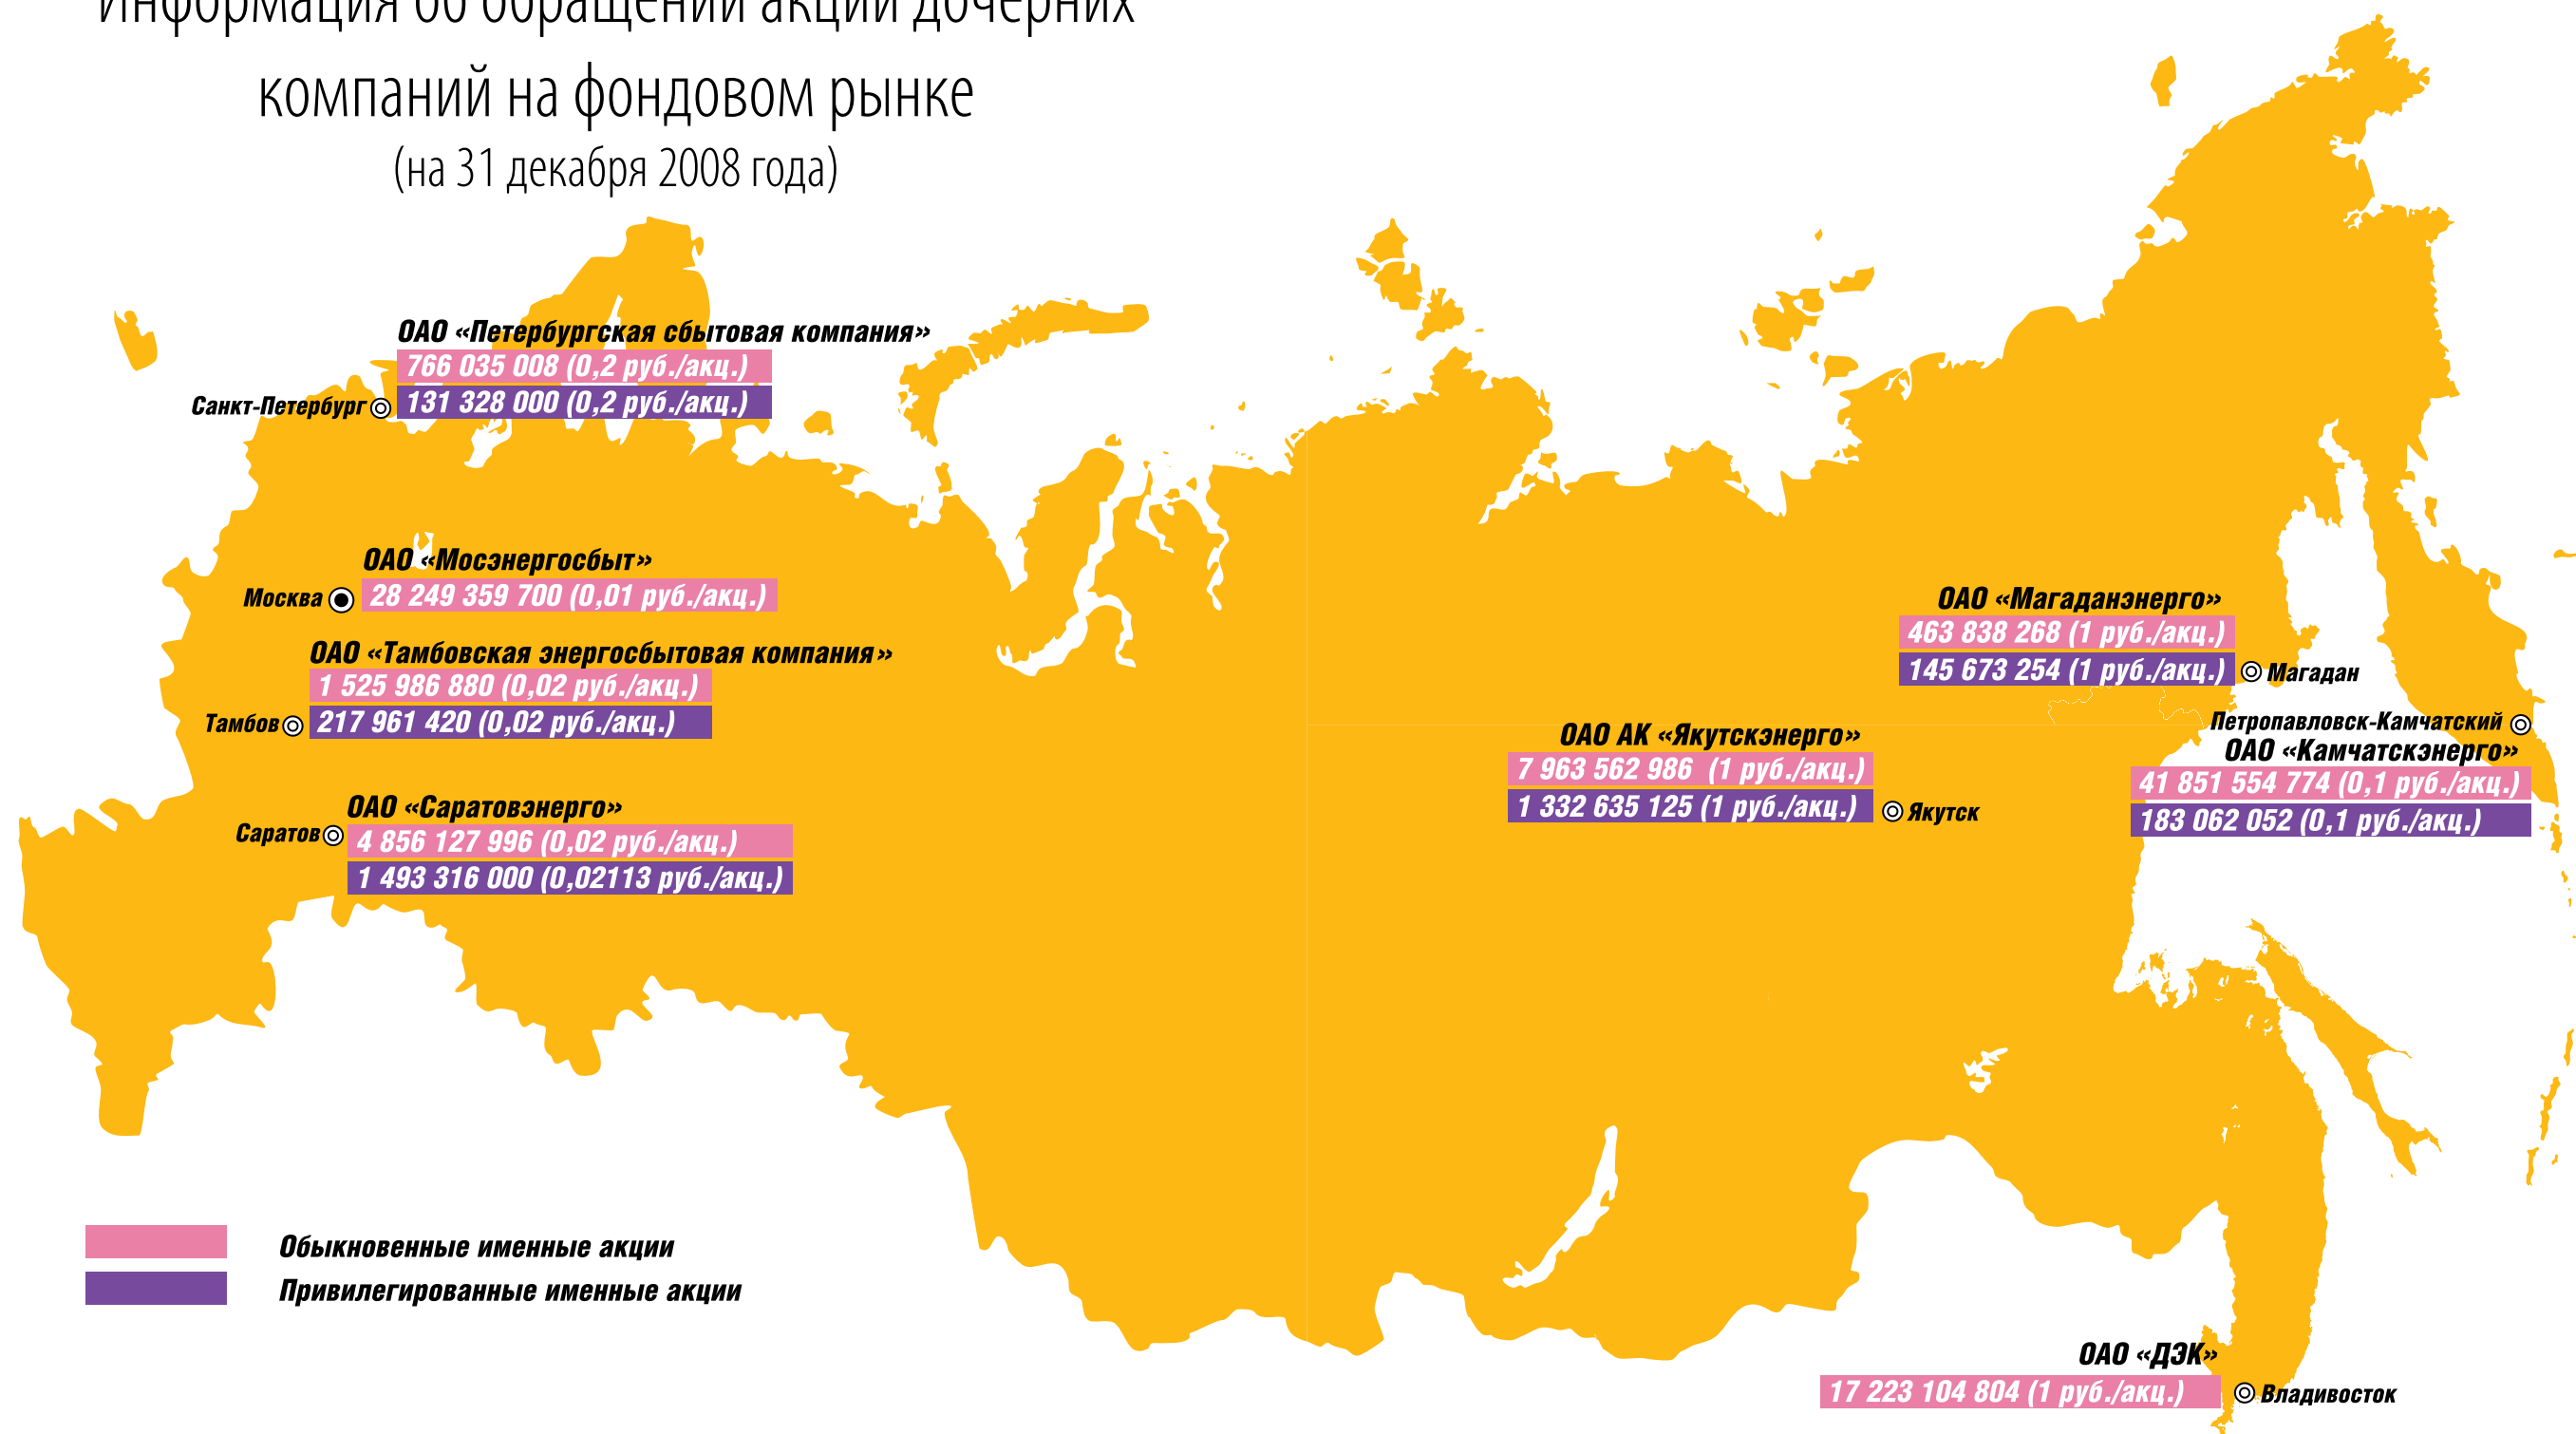 Информация об обращении акций дочерних
компаний на фондовом рынке
(на 31 декабря 2008 года)
ОАО «Петербургская сбытовая компания»
766 035 008 (0,2 руб./акц.)
Санкт-Петербург
131 328 000 (0,2 руб./акц.)
ОАО «Мосэнергосбыт»
Москва
28 249 359 700 (0,01 руб./акц.)
ОАО «Тамбовская энергосбытовая компания»
1 525 986 880 (0,02 руб./акц.)
Тамбов
217 961 420 (0,02 руб./акц.)
ОАО «Саратовэнерго»
Саратов
4 856 127 996 (0,02 руб./акц.)
1 493 316 000 (0,02113 руб./акц.)
ОАО «Магаданэнерго»
463 838 268 (1 руб./акц.)
145 673 254 (1 руб./акц.)
Магадан
ОАО АК «Якутскэнерго»
7 963 562 986 (1 руб./акц.)
1 332 635 125 (1 руб./акц.)
Якутск
Петропавловск-Камчатский
ОАО «Камчатскэнерго»
41 851 554 774 (0,1 руб./акц.)
183 062 052 (0,1 руб./акц.)
Обыкновенные именные акции
Привилегированные именные акции
ОАО «ДЭК»
17 223 104 804 (1 руб./акц.)
Владивосток